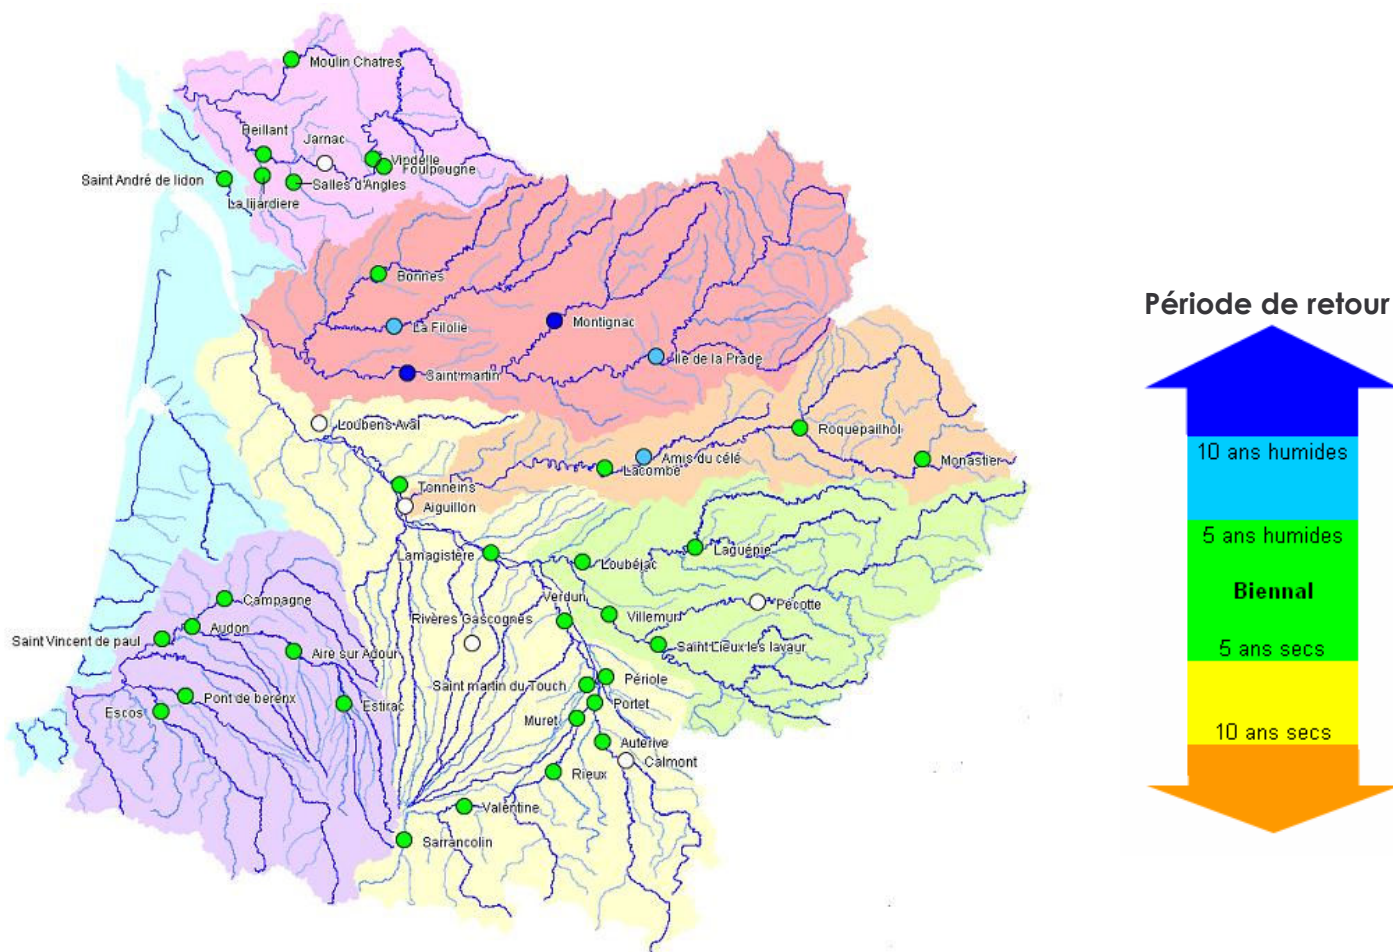 Moulin Chatres
Beillant
Jarnac
Vindelle
Foulpougne
Saint André de lidon
Salles d'Angles
La lijardiere
Bonnes
La Filolie
Montignac
Ile de la Prade
Saint martin
Loubens Aval
Roquepailhol
Amis du célé
Lacombe
Monastier
Tonneins
Aiguillon
Lamagistère
Laguépie
Loubéjac
Campagne
Verdun
Pécotte
Rivères Gascognes
Villemur
Audon
Saint Vincent de paul
Aire sur Adour
Saint Lieux les lavaur
Périole
Saint martin du Touch
Pont de berenx
Estirac
Portet
Escos
Muret
Auterive
Calmont
Rieux
Valentine
Sarrancolin
Période de retour
10 ans humides
5 ans humides
Biennal
5 ans secs
10 ans secs